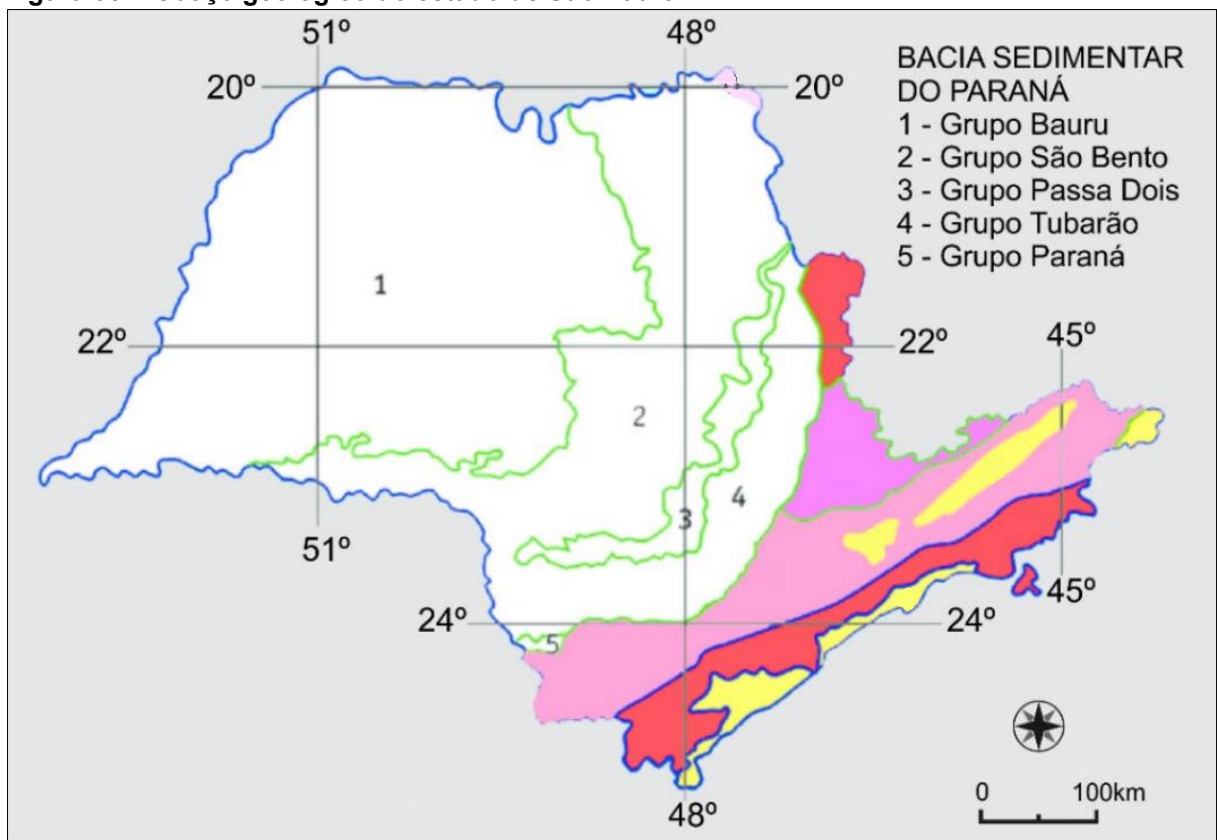 51º
48º
20º
20º
BACIA SEDIMENTAR
DO PARANÁ
1 - Grupo Bauru
2 - Grupo São Bento
3 - Grupo Passa Dois
4 - Grupo Tubarão
5 - Grupo Paraná
1
22º
22º
45º
2
4
3
51º
45º
24º
24º
5
0
100km
48º